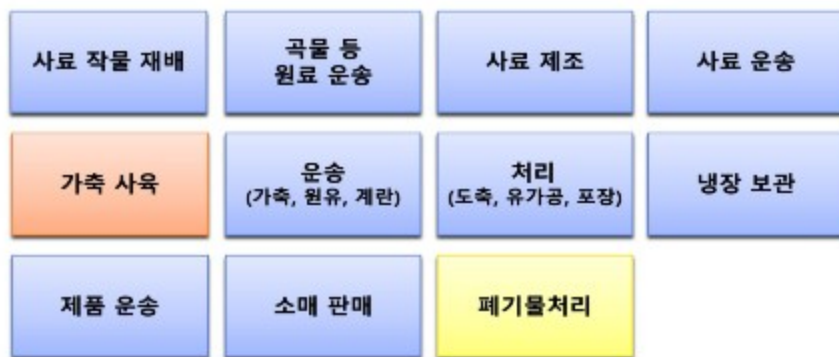 사료 작물 재배
곡물 등
원료 운송
사료 제조
사료 운송
가축 사육
운송
(가축, 원유, 계란)
처리
(도축, 유가공, 포장)
냉장 보관
제품 운송
소매 판매
폐기물처리